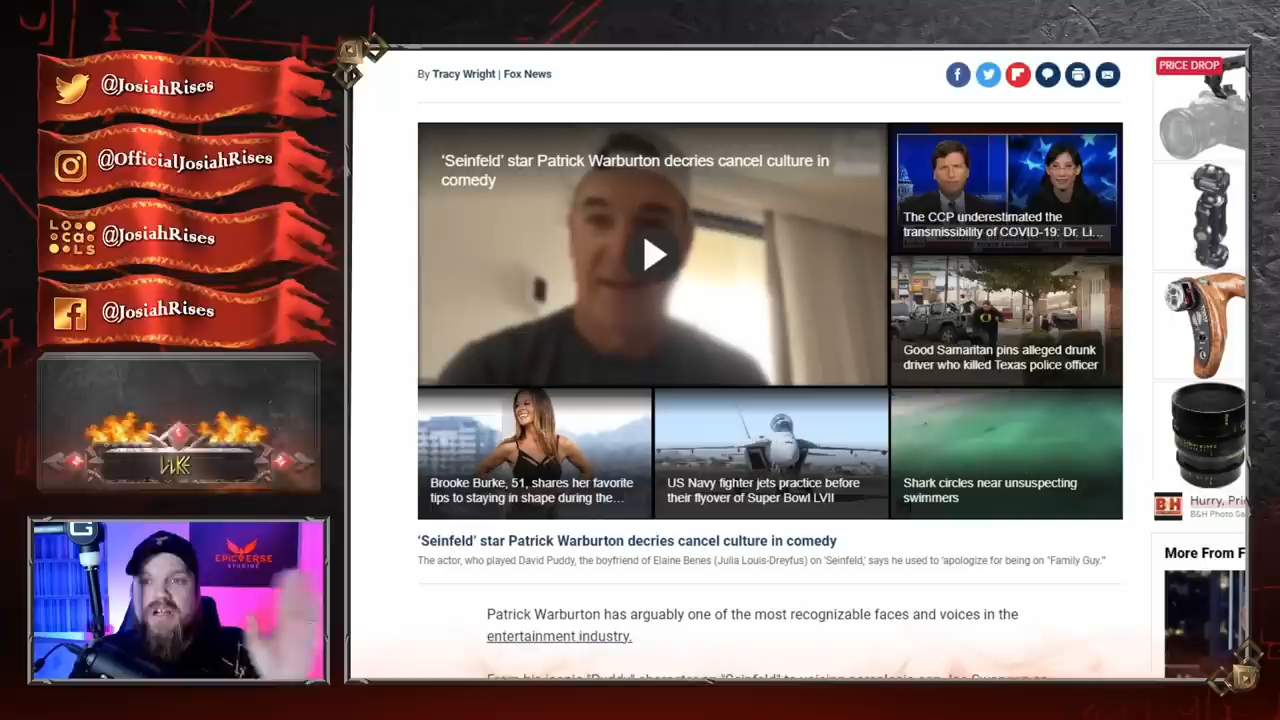 @JosiahRises
@OfficialJosiahRises
LO
ca
LS
@JosiahRises
@JosiahRises
LIKE
EPICVERSE
STUDIOS
By Tracy Wright | Fox News
'Seinfeld' star Patrick Warburton decries cancel culture in
comedy
The CCP underestimated the
transmissibility of COVID-19: Dr. Li...
Good Samaritan pins alleged drunk
driver who killed Texas police officer
Brooke Burke, 51, shares her favorite
tips to staying in shape during the...
US Navy fighter jets practice before
their flyover of Super Bowl LVII
Shark circles near unsuspecting
swimmers
'Seinfeld' star Patrick Warburton decries cancel culture in comedy
The actor, who played David Puddy, the boyfriend of Elaine Benes (Julia Louis-Dreyfus) on 'Seinfeld,' says he used to 'apologize for being on "Family Guy."
Patrick Warburton has arguably one of the most recognizable faces and voices in the
entertainment industry.
PRICE DROP
BH
Hurry, Pri
B&H Photo Sa
More From F